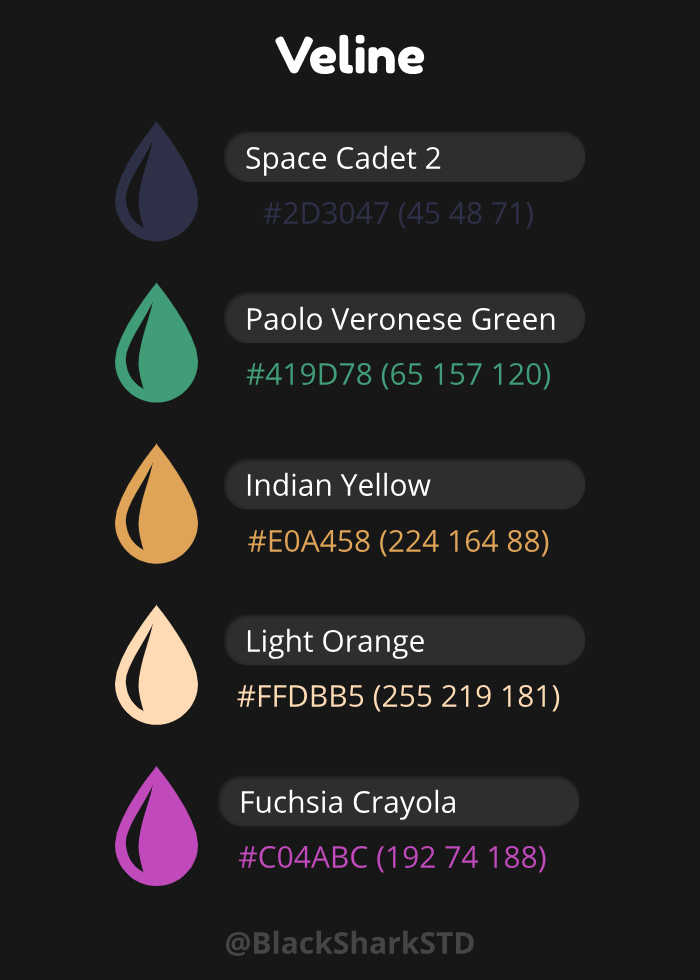 Veline
Space Cadet 2
#2D3047 (45 48 71)
Paolo Veronese Green
#419D78 (65 157 120)
Indian Yellow
#E0A458 (224 164 88)
Light Orange
#FFDBB5 (255 219 181)
Fuchsia Crayola
#C04ABC (192 74 188)
@BlackSharkSTD